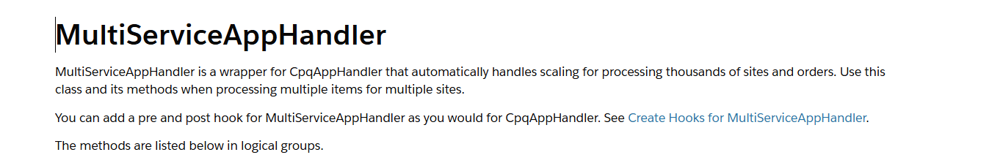 MultiServiceAppHandler
MultiServiceAppHandler is a wrapper for CpqAppHandler that automatically handles scaling for processing thousands of sites and orders. Use this
class and its methods when processing multiple items for multiple sites.
You can add a pre and post hook for MultiServiceAppHandler as you would for CpqAppHandler. See Create Hooks for MultiServiceAppHandler.
The methods are listed below in logical groups.